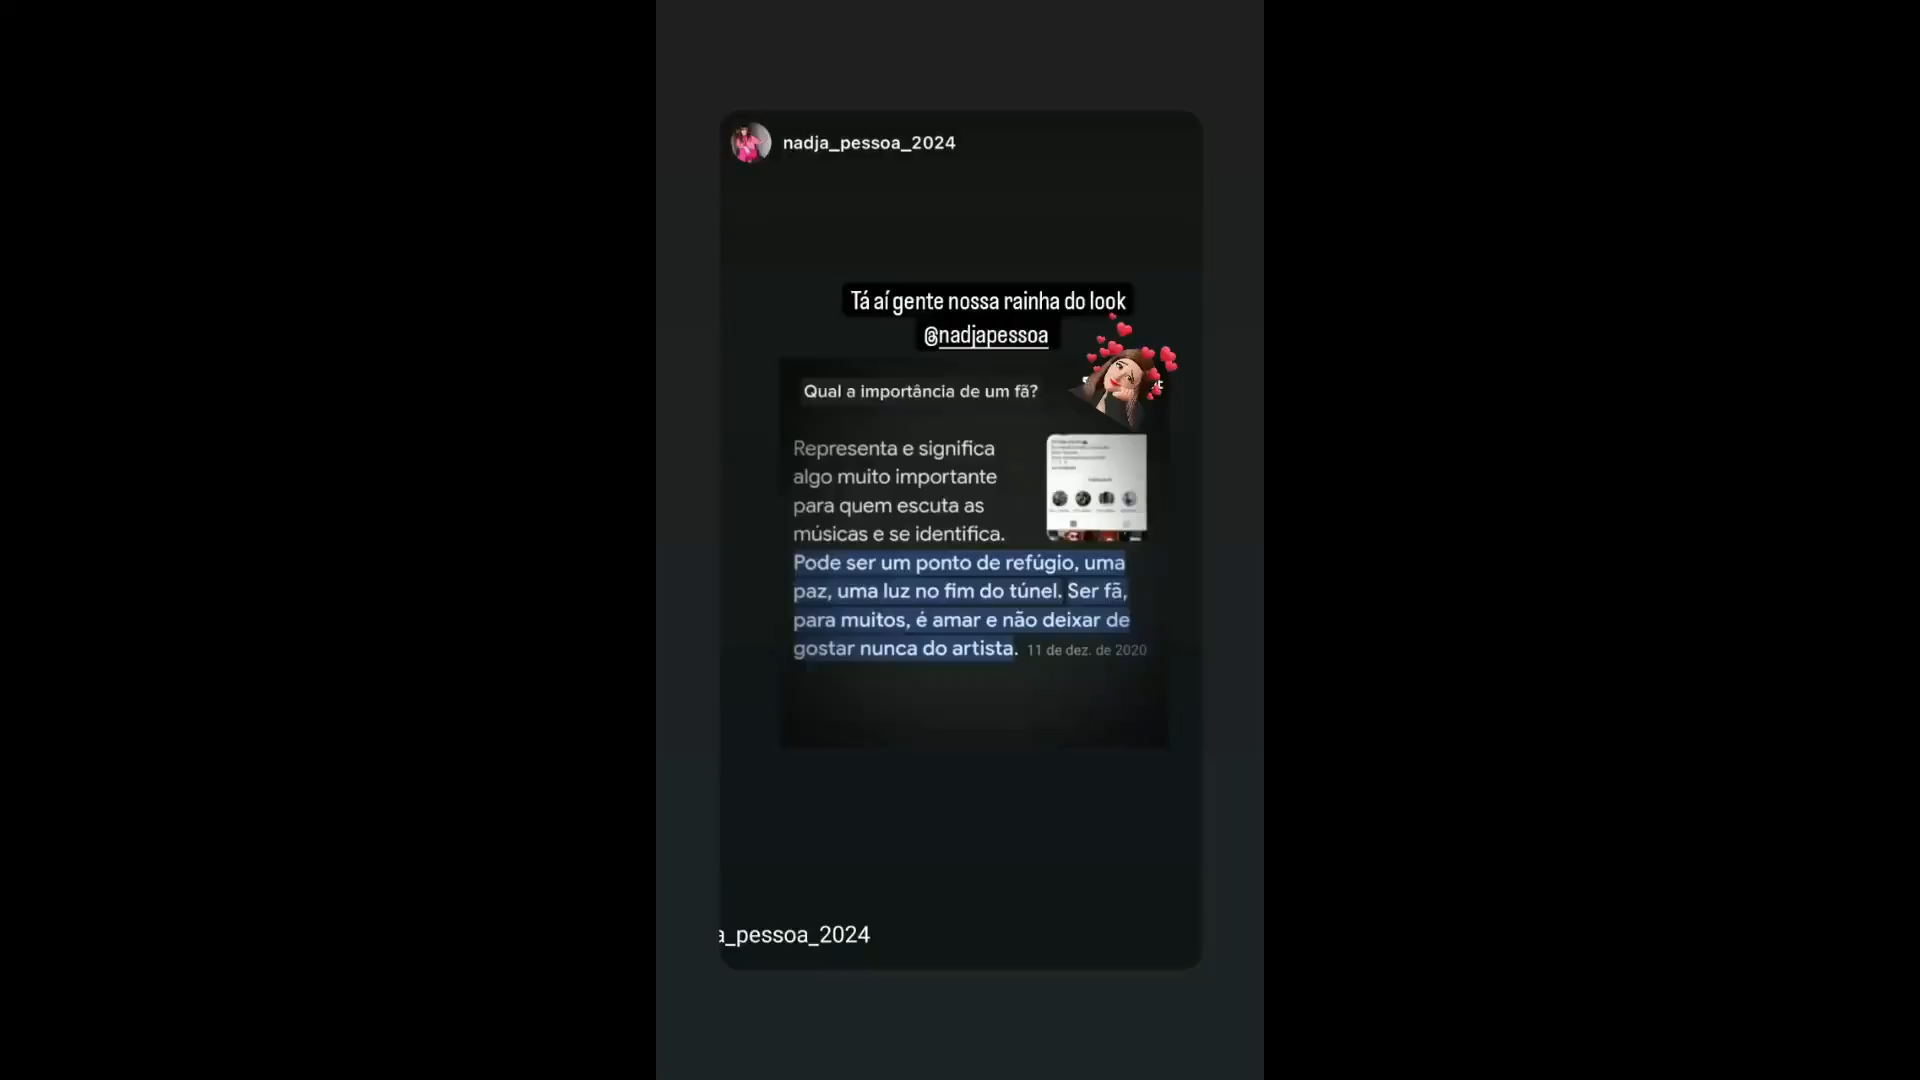 nadja_pessoa_2024
Tá aí gente nossa rainha do look
@nadjapessoa
Qual a importância de um fã?
Representa e significa
algo muito importante
para quem escuta as
músicas e se identifica.
Pode ser um ponto de refúgio, uma
paz, uma luz no fim do túnel. Ser fã,
para muitos, é amar e não deixar de
gostar nunca do artista. 11 de dez. de 2020
a_pessoa_2024